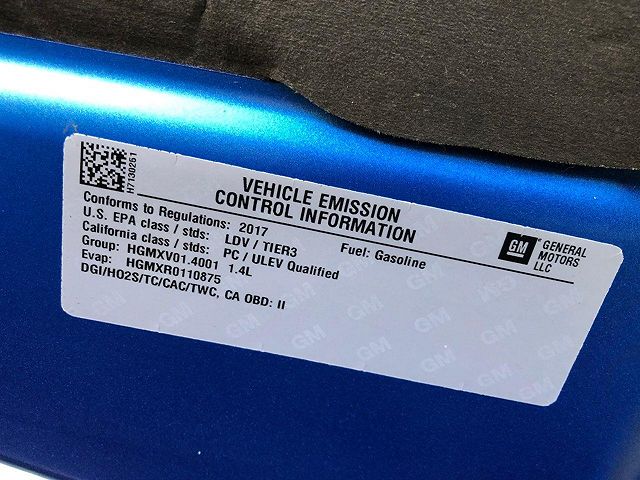 H7130251
VEHICLE EMISSION
CONTROL INFORMATION
Conforms to Regulations: 2017
U.S. EPA class / stds: LDV / TIER3 Fuel: Gasoline
California class / stds: PC / ULEV Qualified
Group: HGMXV01.4001 1.4L
Evap: HGMXR0110875
DGI/HO2S/TC/CAC/TWC, CA OBD: II
GM
GENERAL
MOTORS
LLC